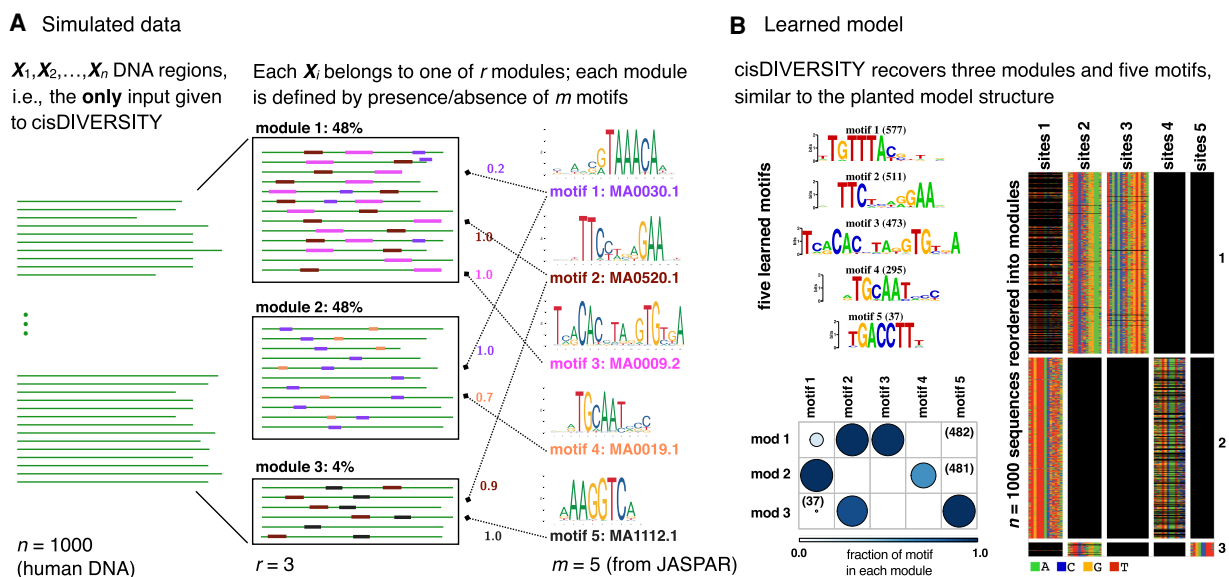 A Simulated data
X1,X2,…,Xn DNA regions,
i.e., the only input given
to cisDIVERSITY
n = 1000
(human DNA)
Each Xi belongs to one of r modules; each module
is defined by presence/absence of m motifs
module 1: 48%
module 2: 48%
module 3: 4%
r = 3
0.2
1.0
1.0
1.0
0.7
0.9
1.0
motif 1: MA0030.1
motif 2: MA0520.1
motif 3: MA0009.2
motif 4: MA0019.1
motif 5: MA1112.1
m = 5 (from JASPAR)
B Learned model
cisDIVERSITY recovers three modules and five motifs,
similar to the planted model structure
five learned motifs
motif 1 (577)
motif 2 (511)
motif 3 (473)
motif 4 (295)
motif 5 (37)
motif 1
motif 2
motif 3
motif 4
motif 5
mod 1
(482)
mod 2
(481)
mod 3
(37)
0.0
1.0
fraction of motif
in each module
n = 1000 sequences reordered into modules
sites 1
sites 2
sites 3
sites 4
sites 5
1
2
3
A C G T